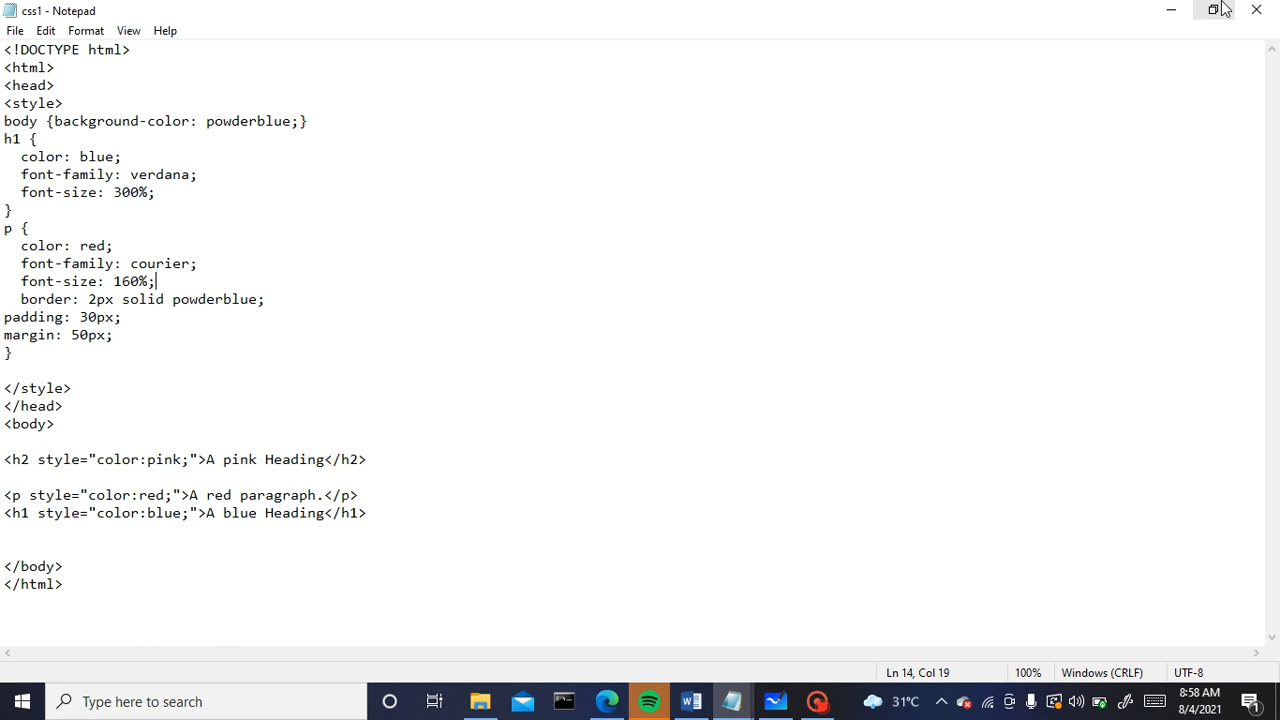 css1 - Notepad
File Edit Format View Help
<!DOCTYPE html>
<html>
<head>
<style>
body {background-color: powderblue;}
h1 {
  color: blue;
  font-family: verdana;
  font-size: 300%;
}
p {
  color: red;
  font-family: courier;
  font-size: 160%;
  border: 2px solid powderblue;
padding: 30px;
margin: 50px;
}
</style>
</head>
<body>
<h2 style="color:pink;">A pink Heading</h2>
<p style="color:red;">A red paragraph.</p>
<h1 style="color:blue;">A blue Heading</h1>
</body>
</html>
Ln 14, Col 19 100% Windows (CRLF) UTF-8
Type here to search 31°C 8:58 AM
8/4/2021 1